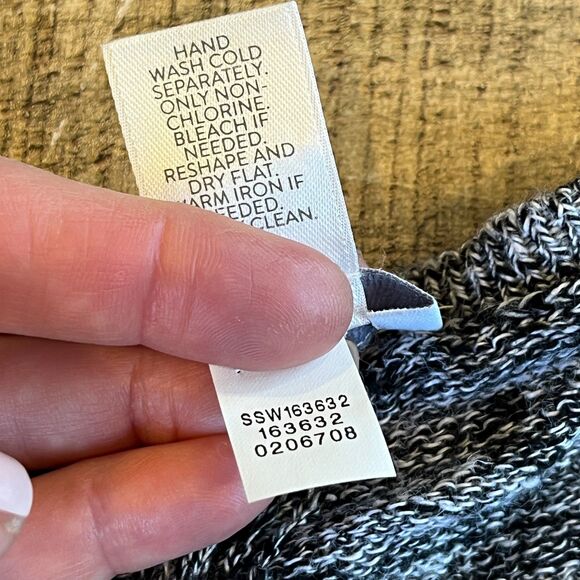 HAND
WASH COLD
SEPARATELY.
ONLY NON-
CHLORINE.
BLEACH IF
NEEDED.
RESHAPE AND
DRY FLAT.
IRON IF
CLEAN.
SSW163632
163632
0206708